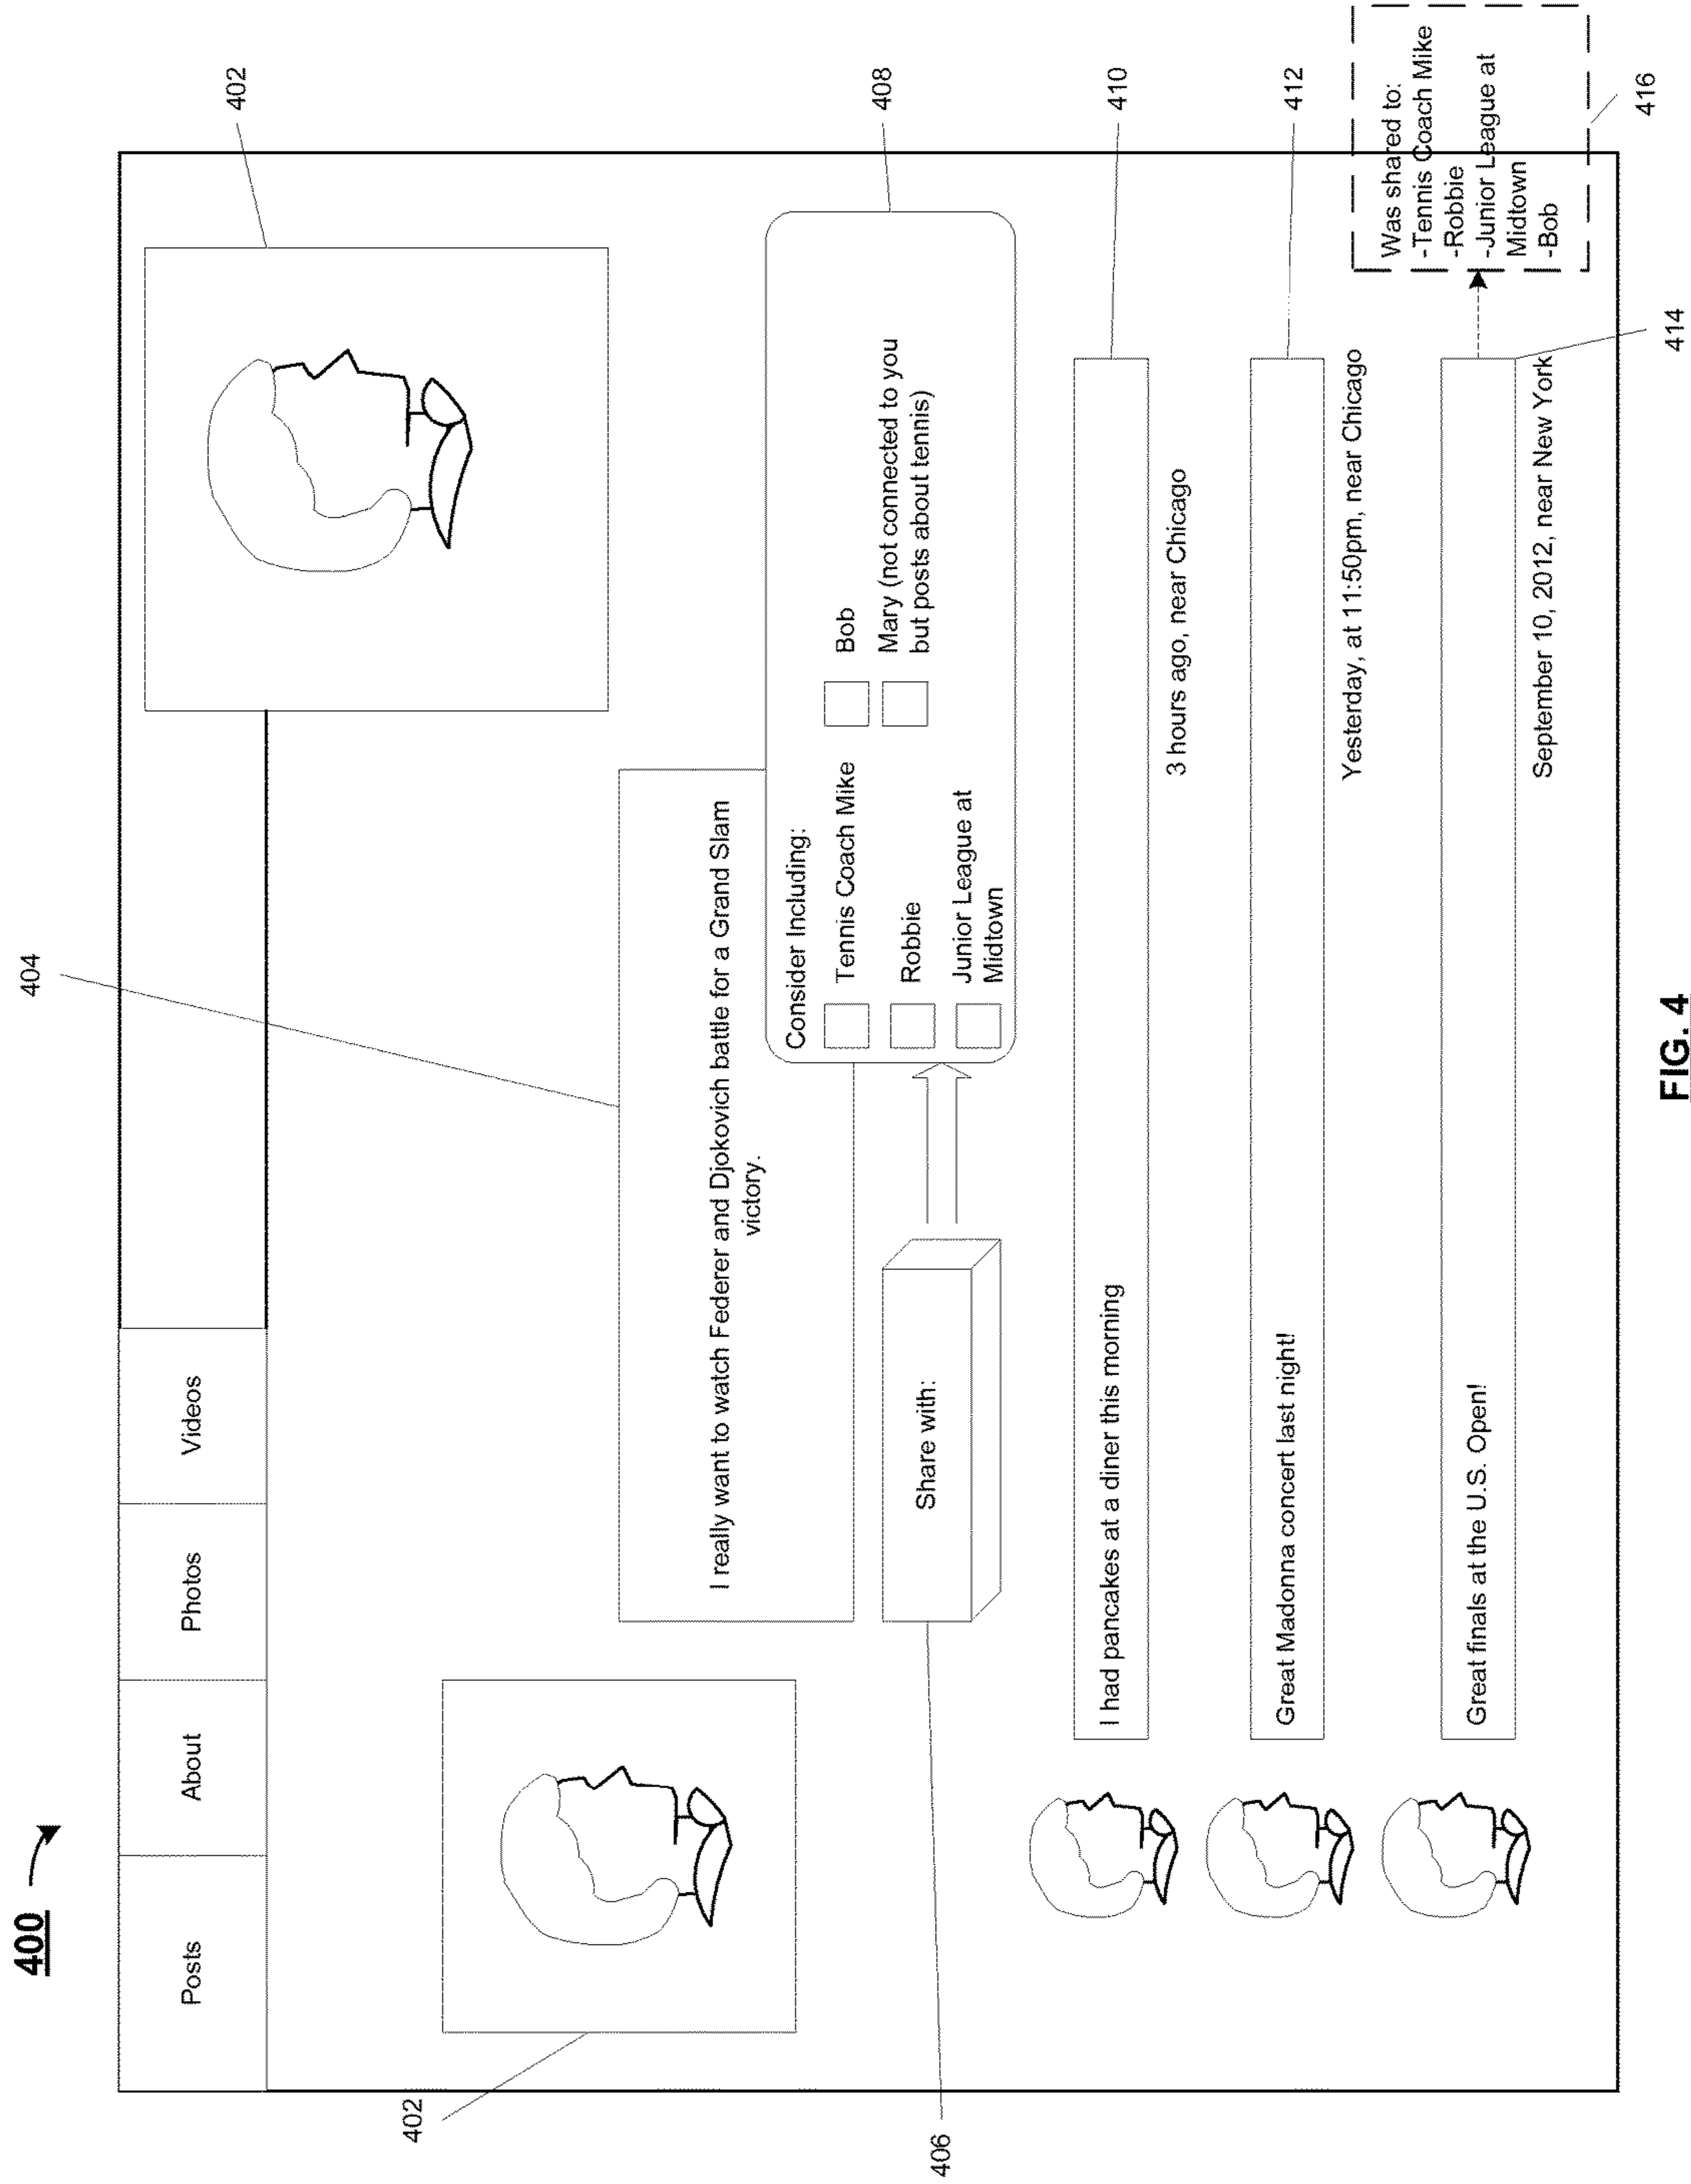 400
Posts
About
Photos
Videos
402
402
404
I really want to watch Federer and Djokovich battle for a Grand Slam
victory.
406
Share with:
408
Consider Including:
Tennis Coach Mike
Robbie
Junior League at
Midtown
Bob
Mary (not connected to you
but posts about tennis)
I had pancakes at a diner this morning
410
3 hours ago, near Chicago
Great Madonna concert last night!
412
Yesterday, at 11:50pm, near Chicago
Great finals at the U.S. Open!
414
September 10, 2012, near New York
Was shared to:
-Tennis Coach Mike
-Robbie
-Junior League at
Midtown
-Bob
416
FIG. 4